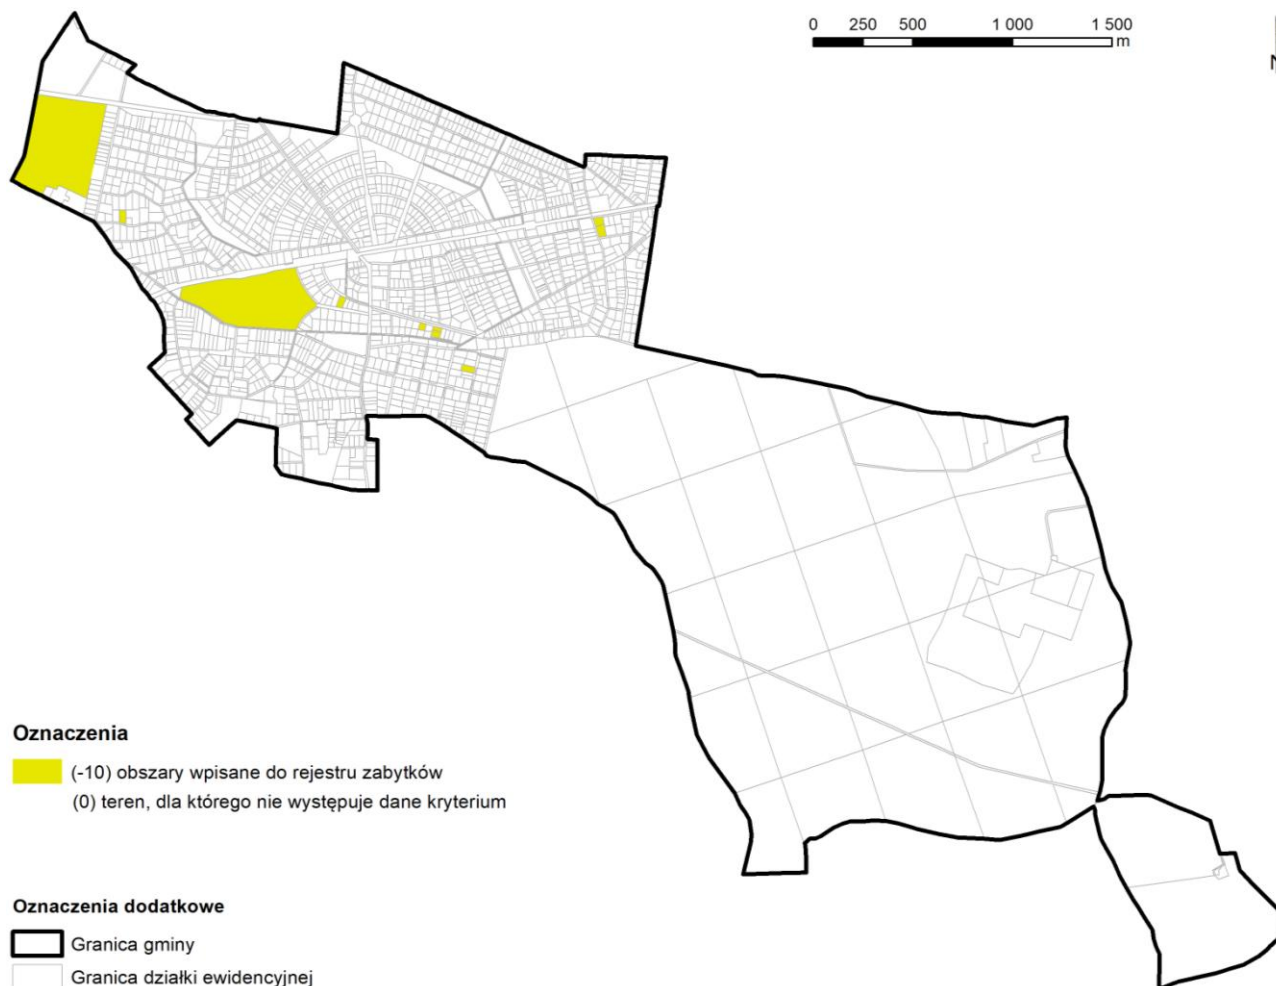 0 250 500 1 000 1 500
m
N
Oznaczenia
(-10) obszary wpisane do rejestru zabytków
(0) teren, dla którego nie występuje dane kryterium
Oznaczenia dodatkowe
Granica gminy
Granica działki ewidencyjnej